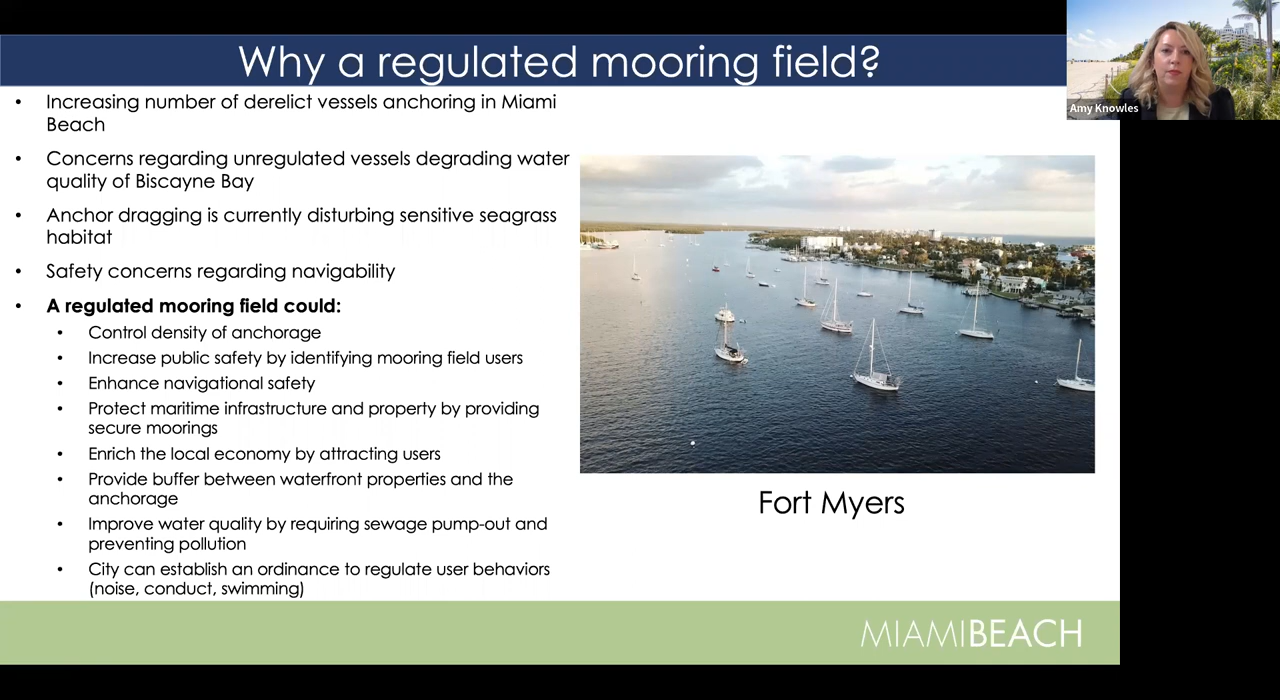 Why a regulated mooring field?
Amy Knowles
• Increasing number of derelict vessels anchoring in Miami
Beach
• Concerns regarding unregulated vessels degrading water
quality of Biscayne Bay
• Anchor dragging is currently disturbing sensitive seagrass
habitat
• Safety concerns regarding navigability
• A regulated mooring field could:
• Control density of anchorage
• Increase public safety by identifying mooring field users
• Enhance navigational safety
• Protect maritime infrastructure and property by providing
secure moorings
• Enrich the local economy by attracting users
• Provide buffer between waterfront properties and the
anchorage
• Improve water quality by requiring sewage pump-out and
preventing pollution
• City can establish an ordinance to regulate user behaviors
(noise, conduct, swimming)
Fort Myers
MIAMIBEACH